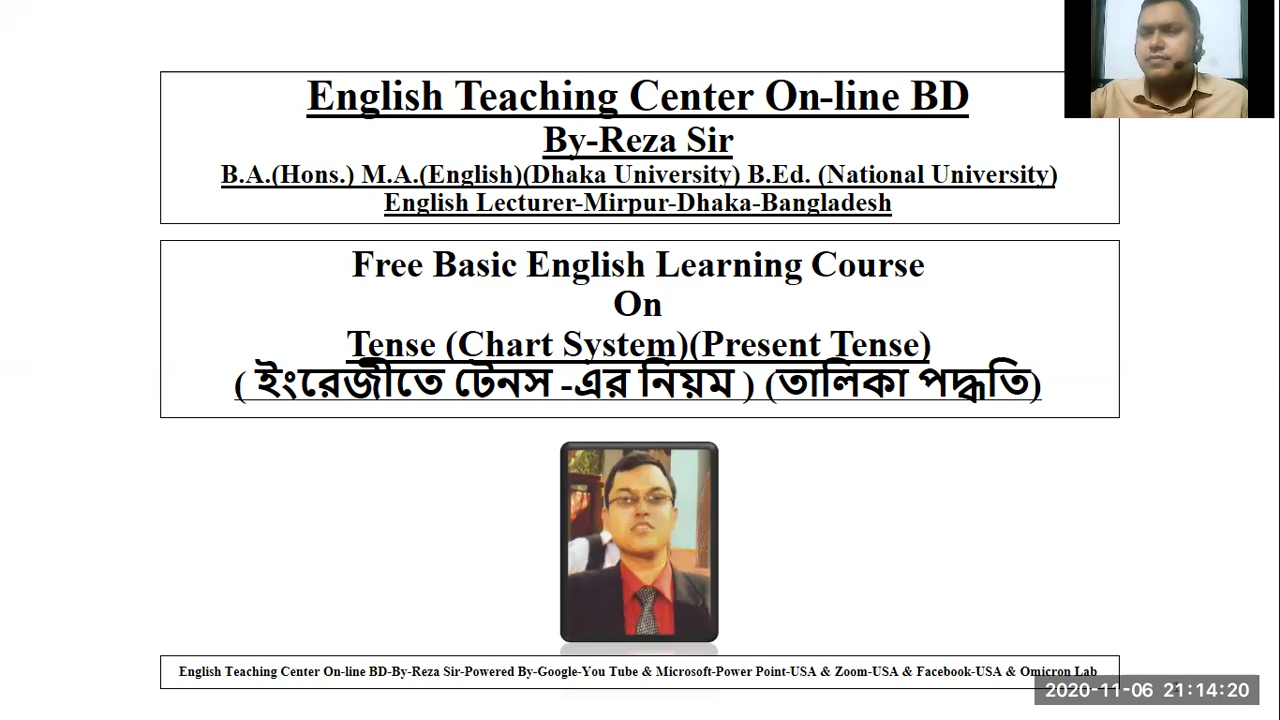 English Teaching Center On-line BD
By-Reza Sir
B.A.(Hons.) M.A.(English)(Dhaka University) B.Ed. (National University)
English Lecturer-Mirpur-Dhaka-Bangladesh
Free Basic English Learning Course
On
Tense (Chart System)(Present Tense)
( ইংরেজীতে টেনস -এর নিয়ম ) (তালিকা পদ্ধতি)
English Teaching Center On-line BD-By-Reza Sir-Powered By-Google-You Tube & Microsoft-Power Point-USA & Zoom-USA & Facebook-USA & Omicron Lab
2020-11-06 21:14:20